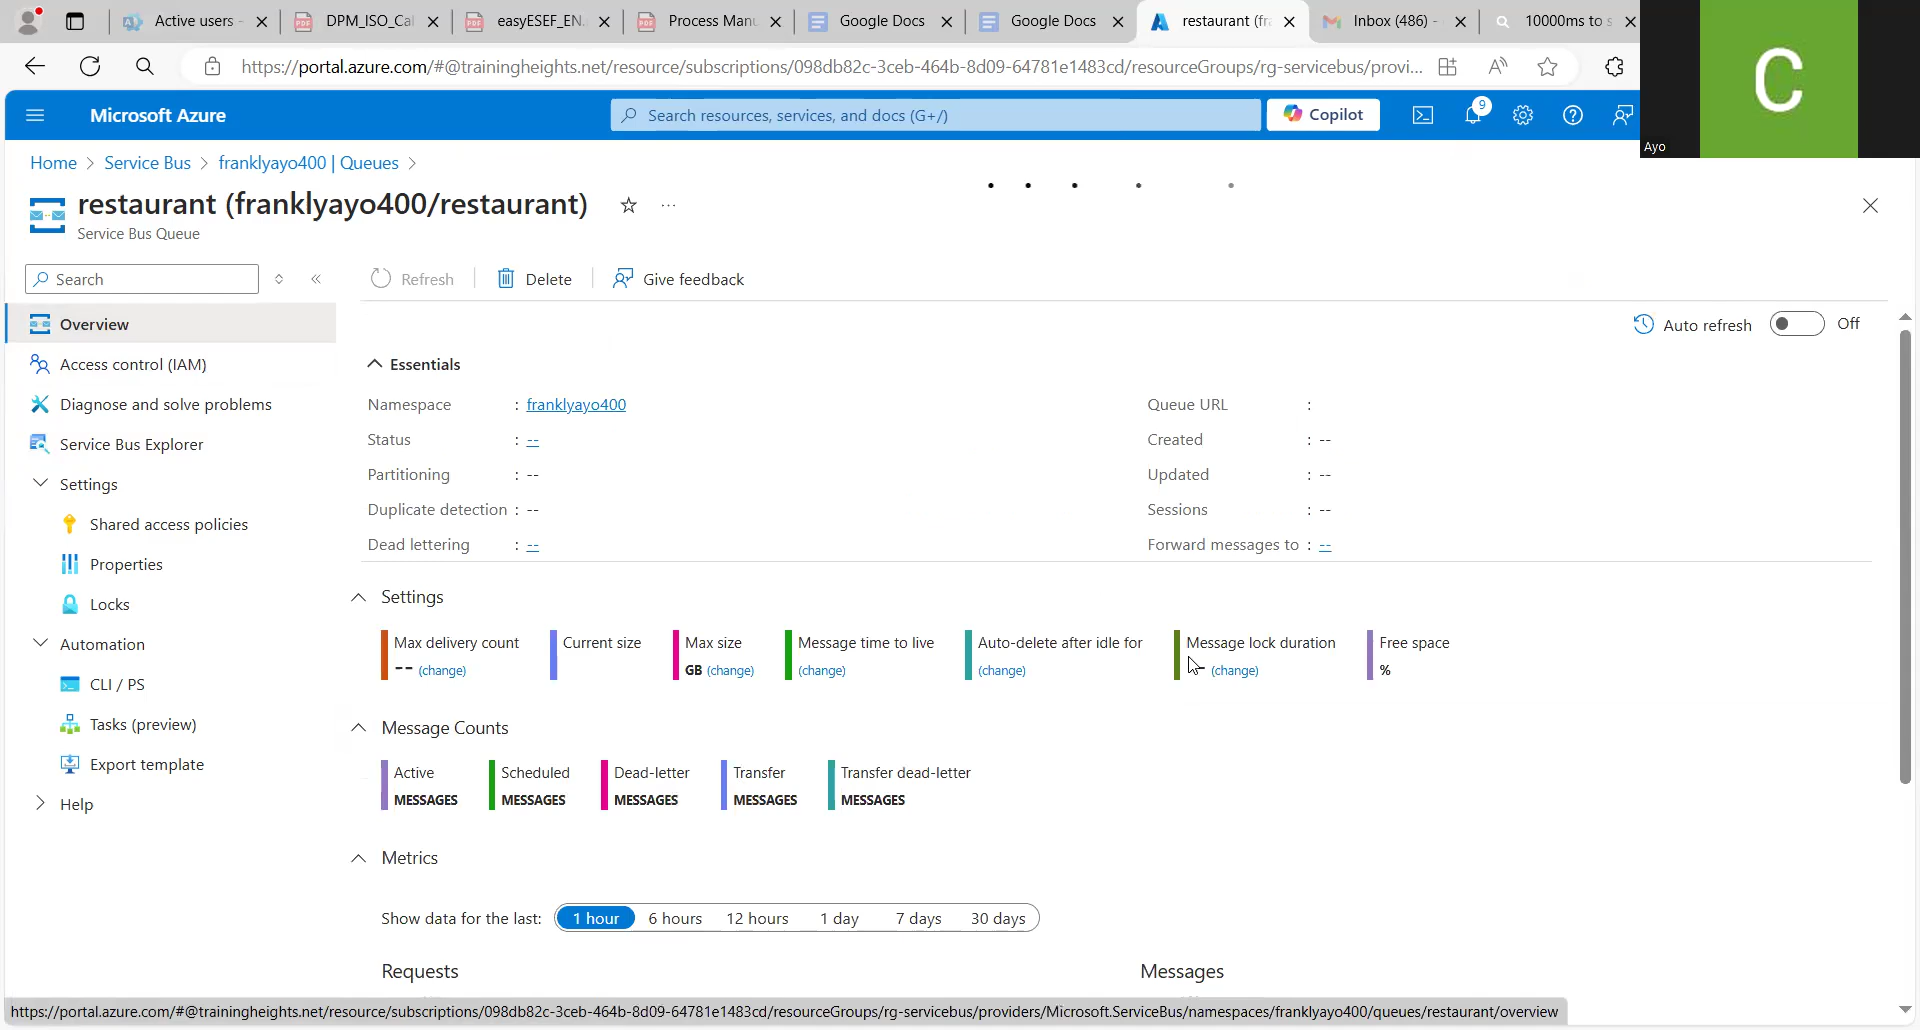 Active users -
DPM_ISO_Cal
easyESEF_EN.
Process Manu
Google Docs
Google Docs
restaurant (fra
Inbox (486) -
10000ms to s
https://portal.azure.com/#@trainingheights.net/resource/subscriptions/098db82c-3ceb-464b-8d09-64781e1483cd/resourceGroups/rg-servicebus/provi...
Microsoft Azure
Search resources, services, and docs (G+/)
Copilot
9
C
Ayo
Home > Service Bus > franklyayo400 | Queues >
restaurant (franklyayo400/restaurant)
Service Bus Queue
Search
Refresh
Delete
Give feedback
Auto refresh
Off
Overview
Access control (IAM)
Diagnose and solve problems
Service Bus Explorer
Settings
Shared access policies
Properties
Locks
Automation
CLI / PS
Tasks (preview)
Export template
Help
Essentials
Namespace : franklyayo400
Status : --
Partitioning : --
Duplicate detection : --
Dead lettering : --
Queue URL :
Created : --
Updated : --
Sessions : --
Forward messages to : --
Settings
Max delivery count
-- (change)
Current size
Max size
GB (change)
Message time to live
(change)
Auto-delete after idle for
(change)
Message lock duration
-- (change)
Free space
%
Message Counts
Active
MESSAGES
Scheduled
MESSAGES
Dead-letter
MESSAGES
Transfer
MESSAGES
Transfer dead-letter
MESSAGES
Metrics
Show data for the last: 1 hour 6 hours 12 hours 1 day 7 days 30 days
Requests
Messages
https://portal.azure.com/#@trainingheights.net/resource/subscriptions/098db82c-3ceb-464b-8d09-64781e1483cd/resourceGroups/rg-servicebus/providers/Microsoft.ServiceBus/namespaces/franklyayo400/queues/restaurant/overview